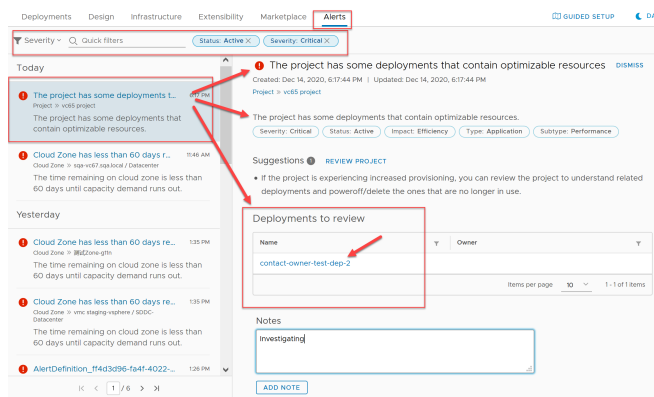 Deployments Design Infrastructure Extensibility Marketplace Alerts GUIDED SETUP
Severity Quick filters Status: Active Severity: Critical
Today
The project has some deployments t... 6:17 PM
Project » vc65 project
The project has some deployments that
contain optimizable resources.
Cloud Zone has less than 60 days r... 11:46 AM
Cloud Zone » sqa-vc67.sqa.local / Datacenter
The time remaining on cloud zone is less than
60 days until capacity demand runs out.
Yesterday
Cloud Zone has less than 60 days re... 1:35 PM
The time remaining on cloud zone is less than
60 days until capacity demand runs out.
Cloud Zone has less than 60 days re... 1:35 PM
Cloud Zone » vmc staging-vsphere / SDDC-
Datacenter
The time remaining on cloud zone is less than
60 days until capacity demand runs out.
AlertDefinition_ff4d3d96-fa4f-4022-... 1:26 PM
1 / 6
The project has some deployments that contain optimizable resources DISMISS
Created: Dec 14, 2020, 6:17:44 PM | Updated: Dec 14, 2020, 6:17:44 PM
Project » vc65 project
The project has some deployments that contain optimizable resources.
Severity: Critical Status: Active Impact: Efficiency Type: Application Subtype: Performance
Suggestions 1 REVIEW PROJECT
• If the project is experiencing increased provisioning, you can review the project to understand related
deployments and poweroff/delete the ones that are no longer in use.
Deployments to review
Name Owner
contact-owner-test-dep-2
Items per page 10 1 - 1 of 1 items
Notes
Investigating
ADD NOTE